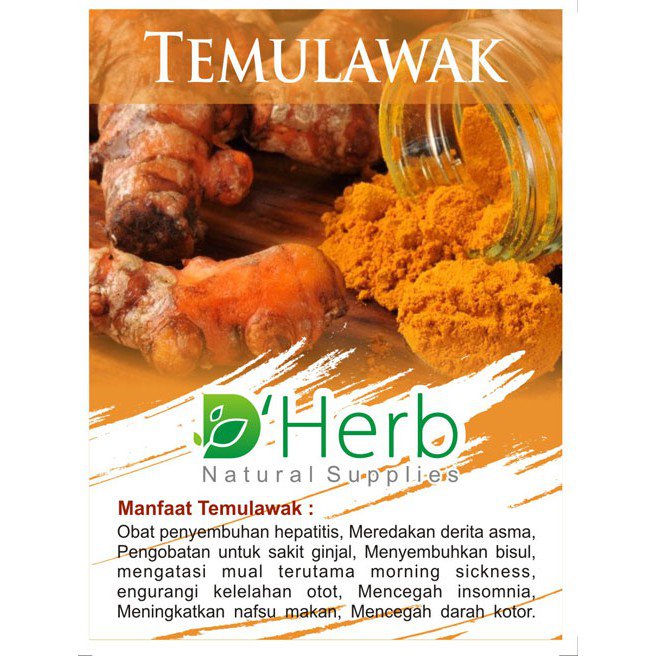 TEMULAWAK
D'Herb
Natural Supplies
Manfaat Temulawak :
Obat penyembuhan hepatitis, Meredakan derita asma,
Pengobatan untuk sakit ginjal, Menyembuhkan bisul,
mengatasi mual terutama morning sickness,
engurangi kelelahan otot, Mencegah insomnia,
Meningkatkan nafsu makan, Mencegah darah kotor.